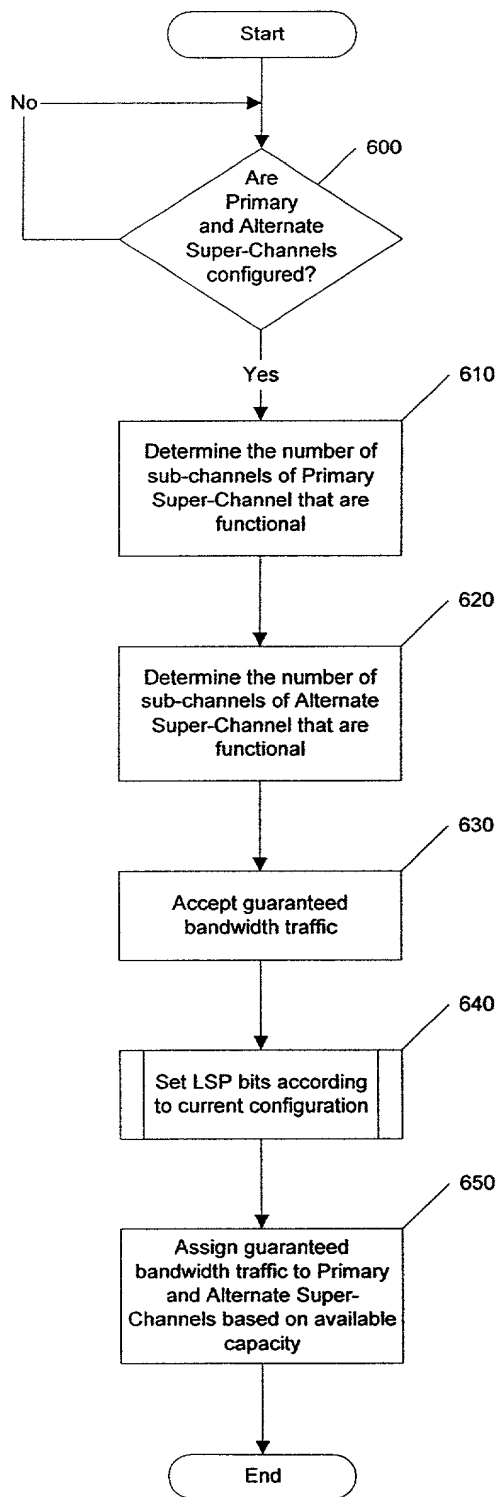 Start
No
600
Are
Primary
and Alternate
Super-Channels
configured?
Yes
610
Determine the number of
sub-channels of Primary
Super-Channel that are
functional
620
Determine the number of
sub-channels of Alternate
Super-Channel that are
functional
630
Accept guaranteed
bandwidth traffic
640
Set LSP bits according
to current configuration
650
Assign guaranteed
bandwidth traffic to Primary
and Alternate Super-
Channels based on available
capacity
End